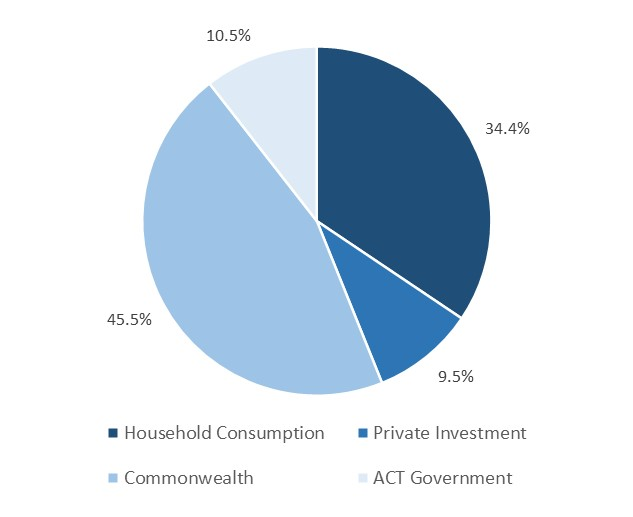 10.5%
34.4%
45.5%
9.5%
Household Consumption
Private Investment
Commonwealth
ACT Government